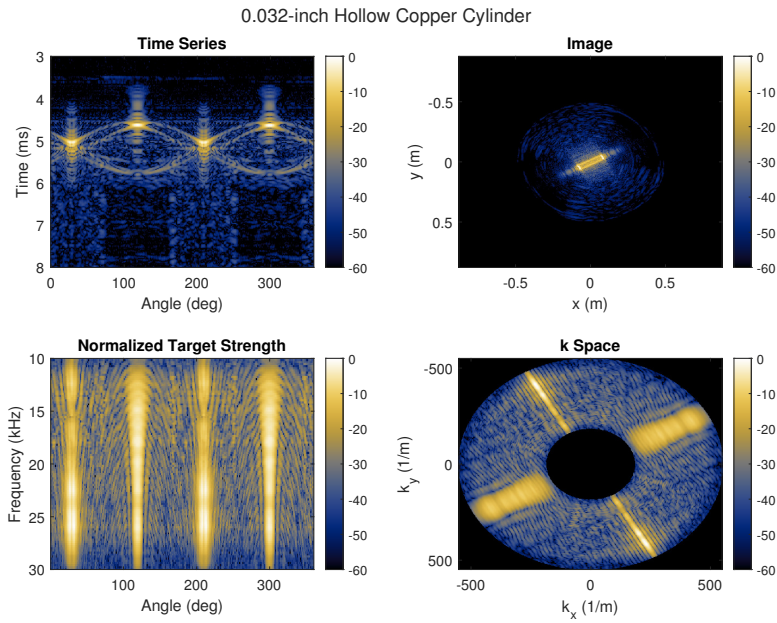 0.032-inch Hollow Copper Cylinder
Time Series
Time (ms)
3
4
5
6
7
8
0 100 200 300
Angle (deg)
0
-10
-20
-30
-40
-50
-60
Image
y (m)
-0.5
0
0.5
-0.5 0 0.5
x (m)
0
-10
-20
-30
-40
-50
-60
Normalized Target Strength
Frequency (kHz)
10
15
20
25
30
100 200 300
Angle (deg)
0
-10
-20
-30
-40
-50
-60
k Space
k_y (1/m)
-500
0
500
-500 0 500
k_x (1/m)
0
-10
-20
-30
-40
-50
-60